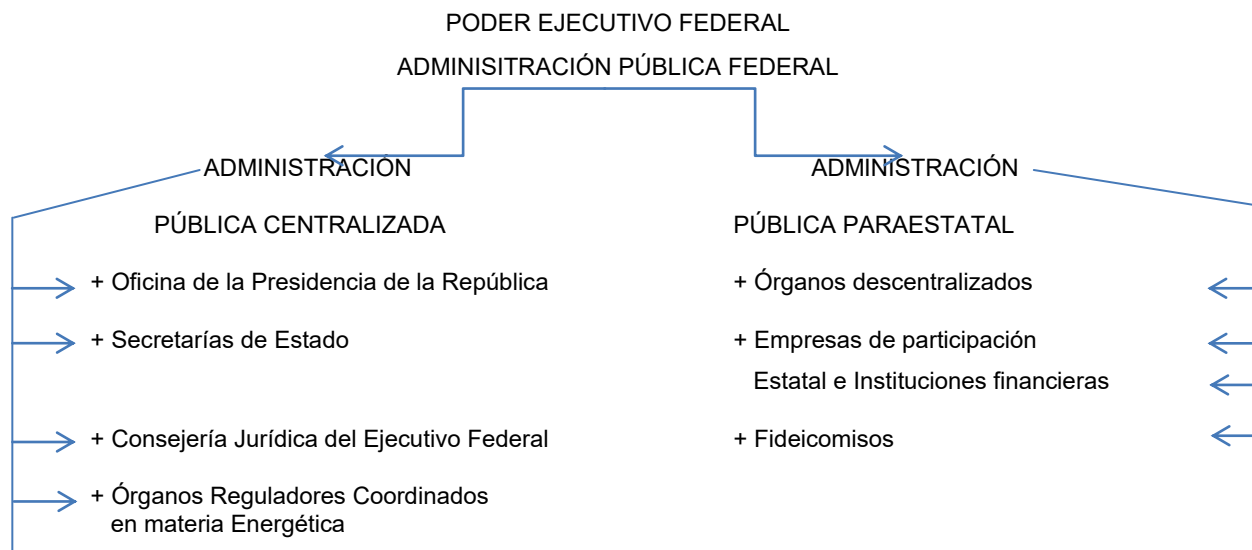 PODER EJECUTIVO FEDERAL
ADMINISITRACIÓN PÚBLICA FEDERAL
ADMINISTRACIÓN
PÚBLICA CENTRALIZADA
+ Oficina de la Presidencia de la República
+ Secretarías de Estado
+ Consejería Jurídica del Ejecutivo Federal
+ Órganos Reguladores Coordinados
en materia Energética
ADMINISTRACIÓN
PÚBLICA PARAESTATAL
+ Órganos descentralizados
+ Empresas de participación
Estatal e Instituciones financieras
+ Fideicomisos